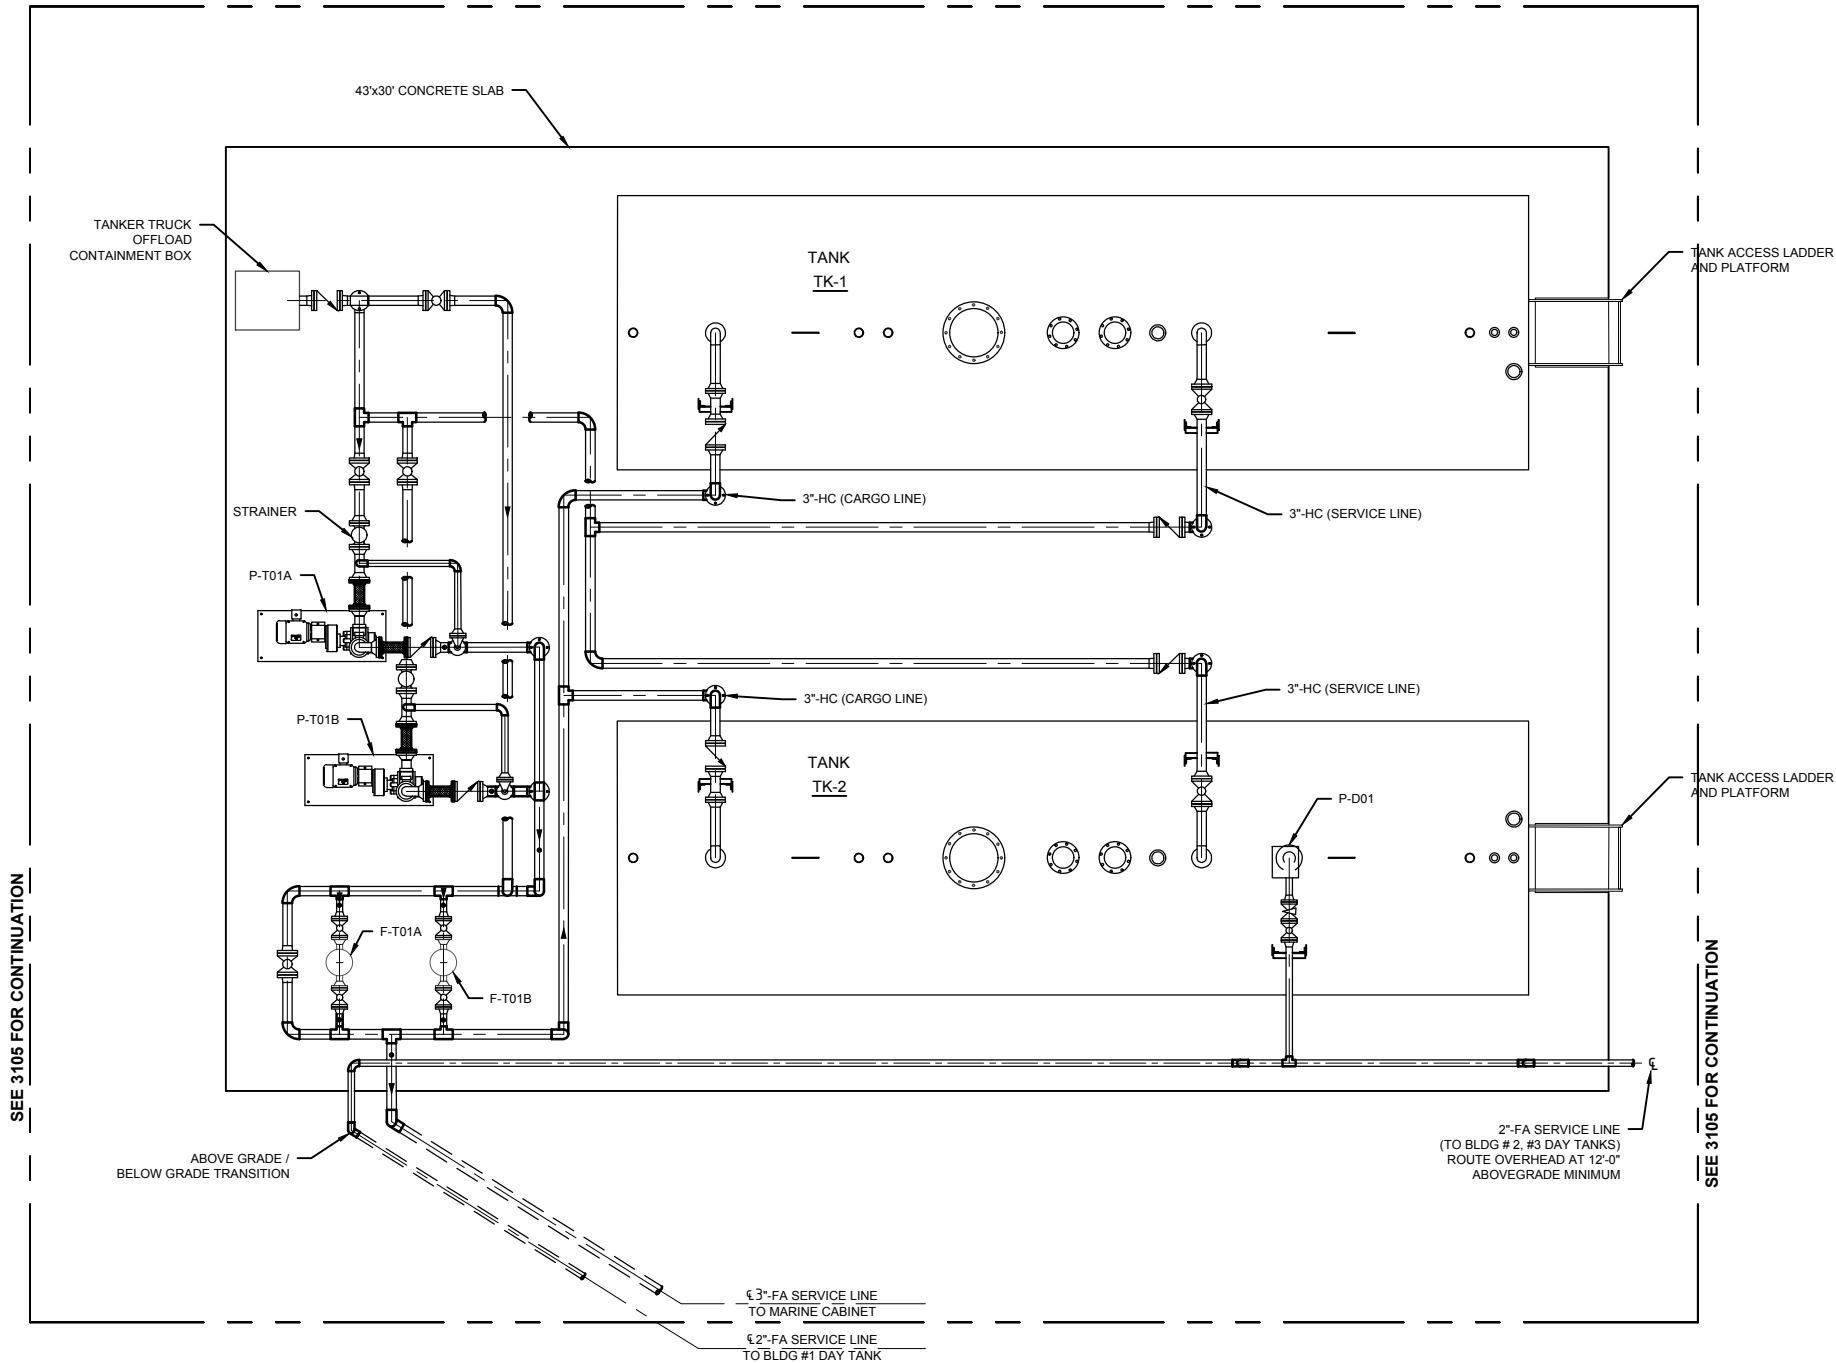 43'x30' CONCRETE SLAB
TANKER TRUCK
OFFLOAD
CONTAINMENT BOX
TANK
TK-1
TANK ACCESS LADDER
AND PLATFORM
3"-HC (CARGO LINE)
3"-HC (SERVICE LINE)
STRAINER
P-T01A
3"-HC (CARGO LINE)
3"-HC (SERVICE LINE)
P-T01B
TANK
TK-2
TANK ACCESS LADDER
AND PLATFORM
P-D01
F-T01A
F-T01B
SEE 3105 FOR CONTINUATION
SEE 3105 FOR CONTINUATION
℄
2"-FA SERVICE LINE
(TO BLDG # 2, #3 DAY TANKS)
ROUTE OVERHEAD AT 12'-0"
ABOVEGRADE MINIMUM
ABOVE GRADE /
BELOW GRADE TRANSITION
℄3"-FA SERVICE LINE
TO MARINE CABINET
℄2"-FA SERVICE LINE
TO BLDG #1 DAY TANK